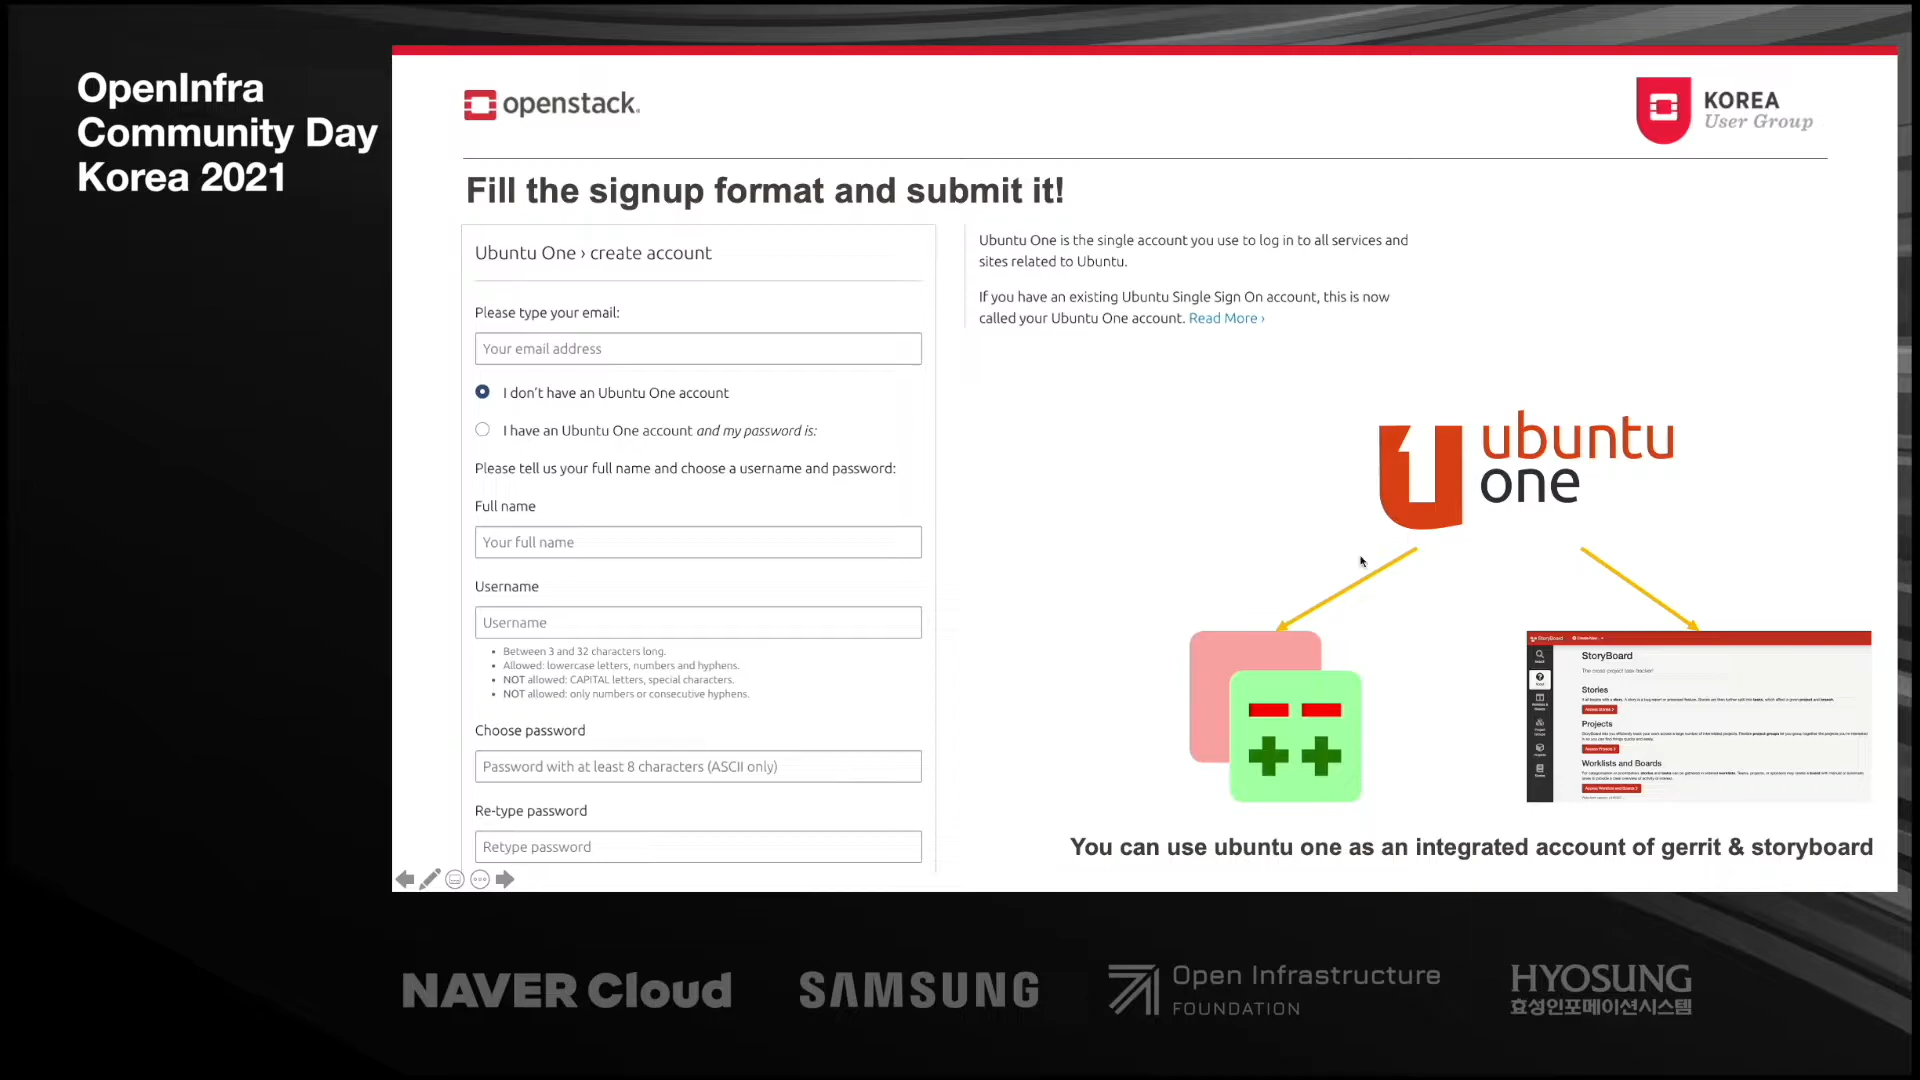 OpenInfra
Community Day
Korea 2021
openstack.
KOREA
User Group
Fill the signup format and submit it!
Ubuntu One › create account
Please type your email:
Your email address
I don't have an Ubuntu One account
I have an Ubuntu One account and my password is:
Please tell us your full name and choose a username and password:
Full name
Your full name
Username
Username
• Between 3 and 32 characters long.
• Allowed: lowercase letters, numbers and hyphens.
• NOT allowed: CAPITAL letters, special characters.
• NOT allowed: only numbers or consecutive hyphens.
Choose password
Password with at least 8 characters (ASCII only)
Re-type password
Retype password
Ubuntu One is the single account you use to log in to all services and
sites related to Ubuntu.
If you have an existing Ubuntu Single Sign On account, this is now
called your Ubuntu One account. Read More ›
ubuntu
one
StoryBoard
StoryBoard
The cross-project task-tracker!
Stories
Projects
Worklists and Boards
You can use ubuntu one as an integrated account of gerrit & storyboard
NAVER Cloud
SAMSUNG
Open Infrastructure
FOUNDATION
HYOSUNG
효성인포메이션시스템